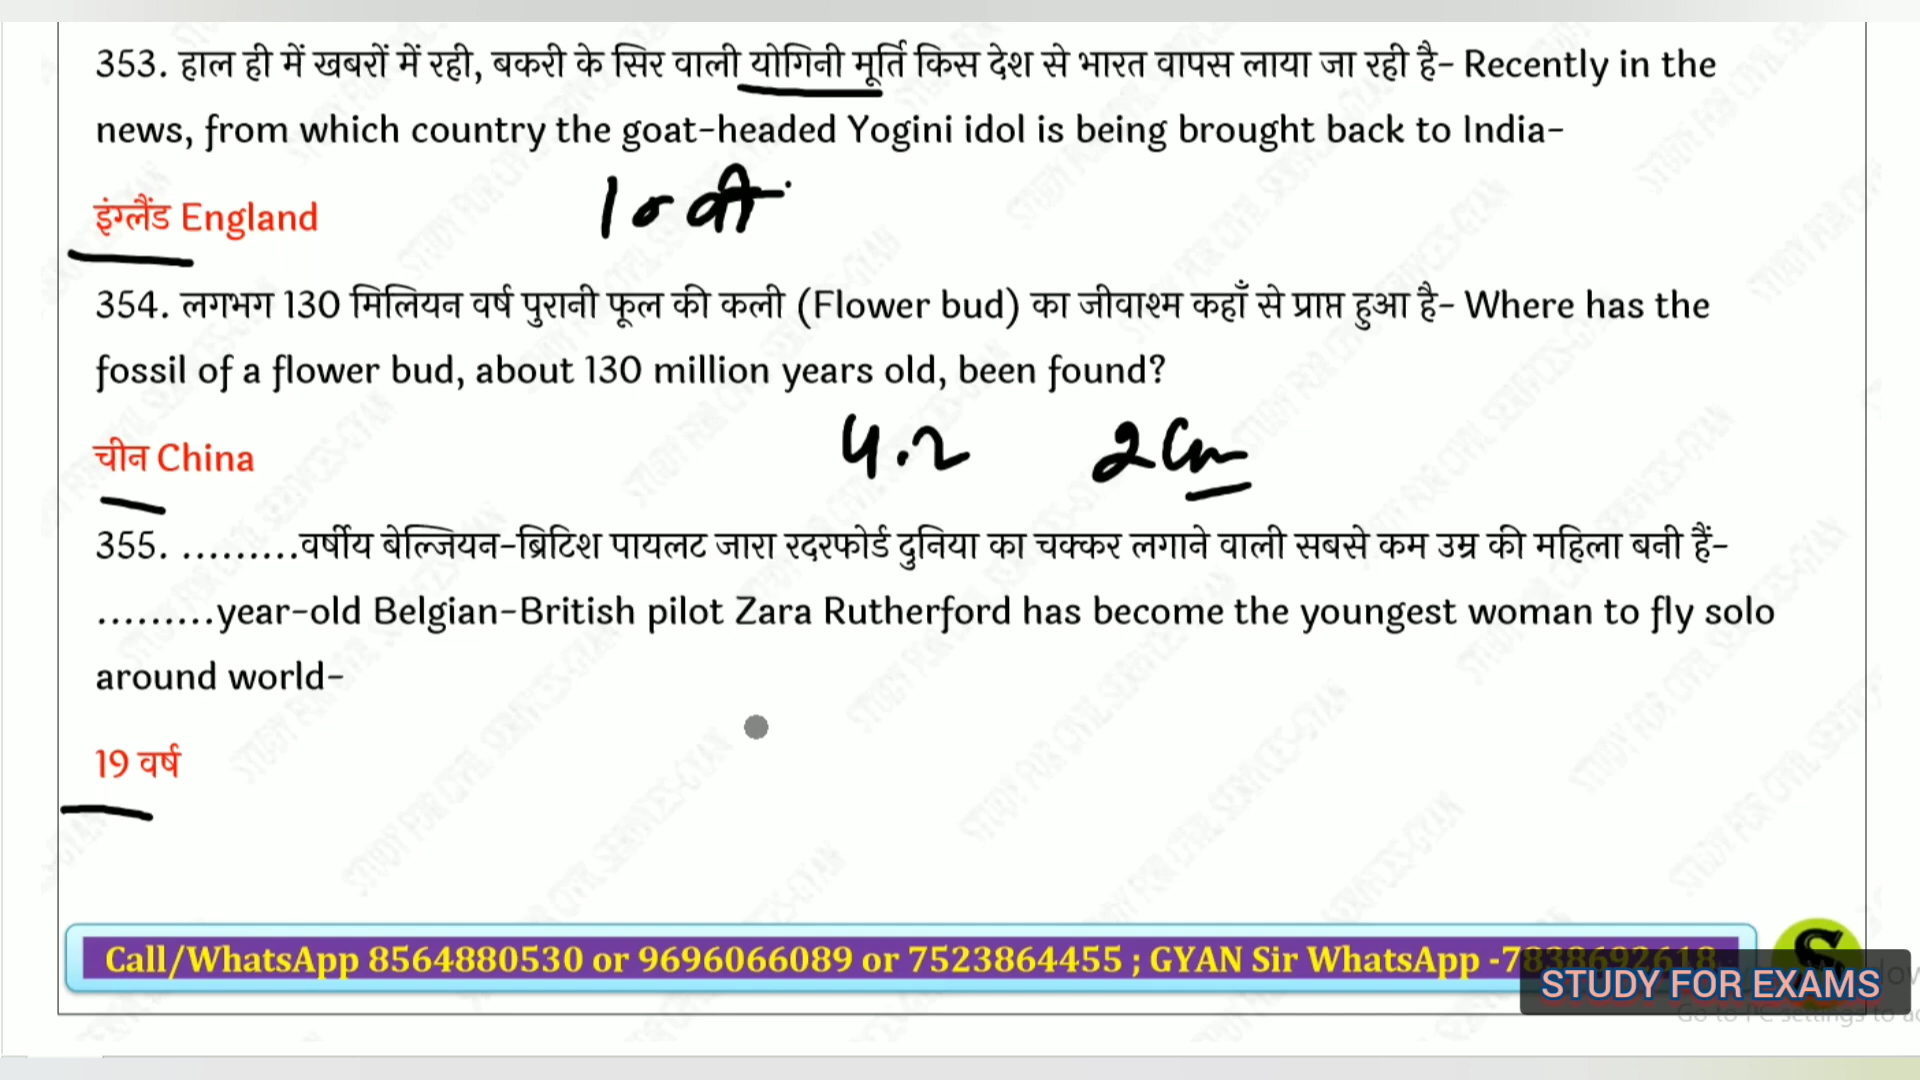 353. हाल ही में खबरों में रही, बकरी के सिर वाली योगिनी मूर्ति किस देश से भारत वापस लाया जा रही है- Recently in the
news, from which country the goat-headed Yogini idol is being brought back to India-
10 वी
इंग्लैंड England
354. लगभग 130 मिलियन वर्ष पुरानी फूल की कली (Flower bud) का जीवाश्म कहाँ से प्राप्त हुआ है- Where has the
fossil of a flower bud, about 130 million years old, been found?
4.2 2 cm
चीन China
355. .........वर्षीय बेल्जियन-ब्रिटिश पायलट जारा रदरफोर्ड दुनिया का चक्कर लगाने वाली सबसे कम उम्र की महिला बनी हैं-
.........year-old Belgian-British pilot Zara Rutherford has become the youngest woman to fly solo
around world-
19 वर्ष
Call/WhatsApp 8564880530 or 9696066089 or 7523864455 ; GYAN Sir WhatsApp -7838692618
STUDY FOR EXAMS